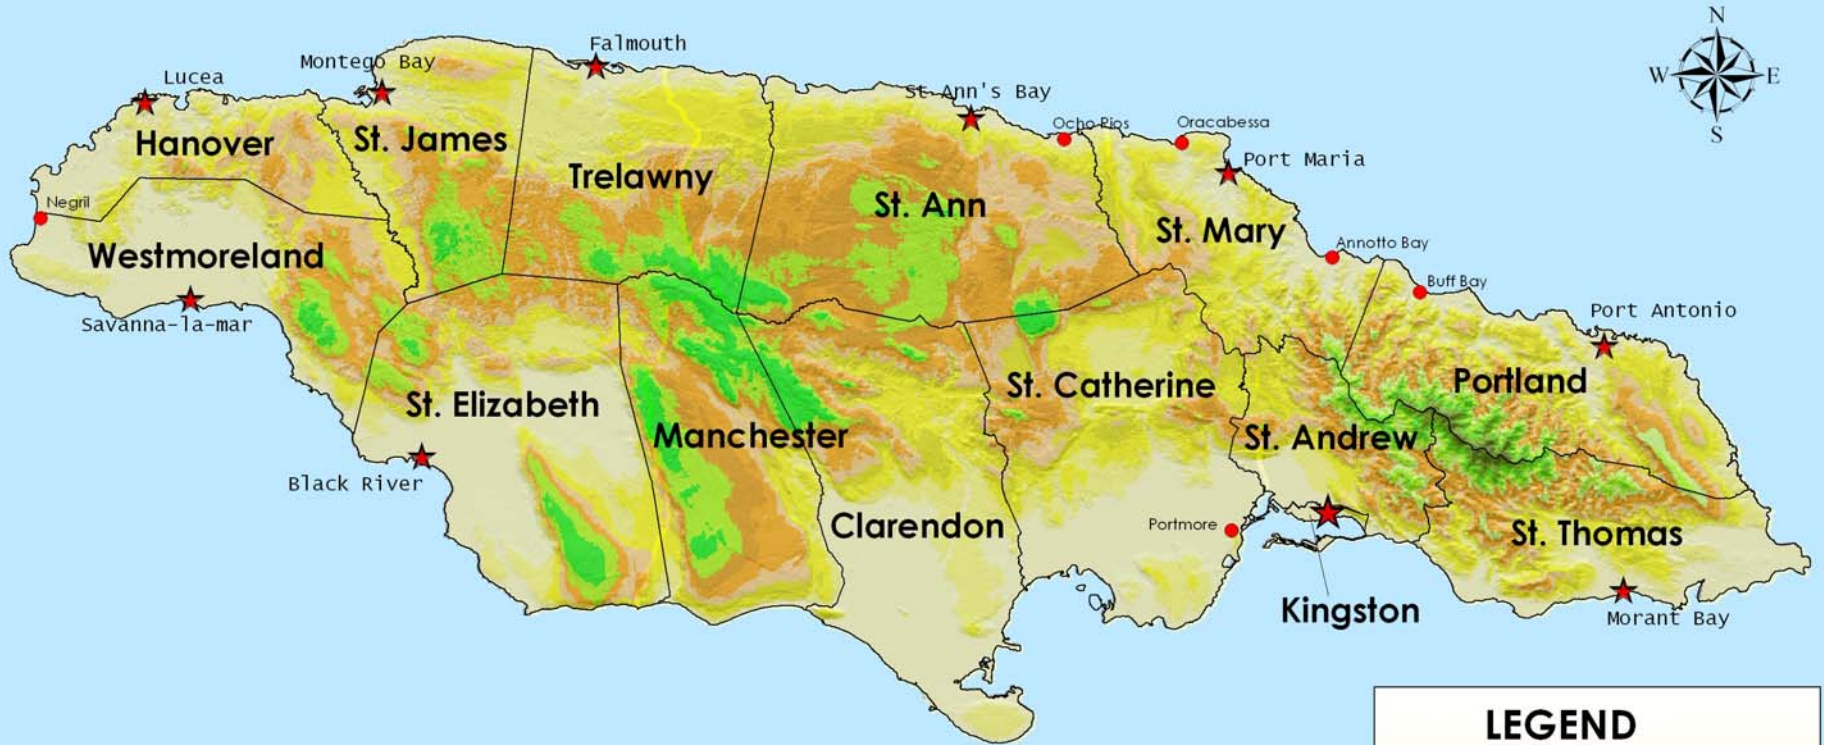 N
Falmouth
Montego Bay
Lucea
W
E
St Ann's Bay
S
Ocho Rios
Oracabessa
Hanover
St. James
Port Maria
Trelawny
Negril
St. Ann
St. Mary
Annotto Bay
Westmoreland
Buff Bay
Savanna-la-mar
Port Antonio
St. Catherine
Portland
St. Elizabeth
Manchester
St. Andrew
Black River
Clarendon
Portmore
St. Thomas
Kingston
Morant Bay
LEGEND